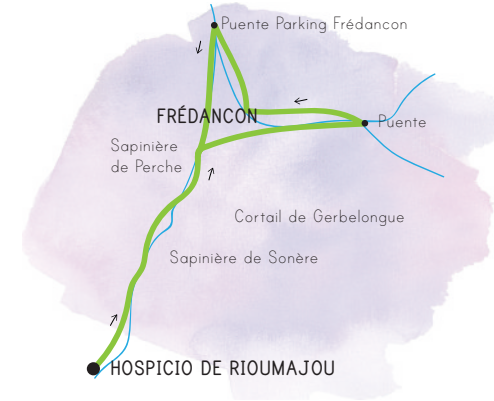 Puente Parking Frédancon
FRÉDANCON
Puente
Sapinière
de Perche
Cortail de Gerbelongue
Sapinière de Sonère
HOSPICIO DE RIOUMAJOU